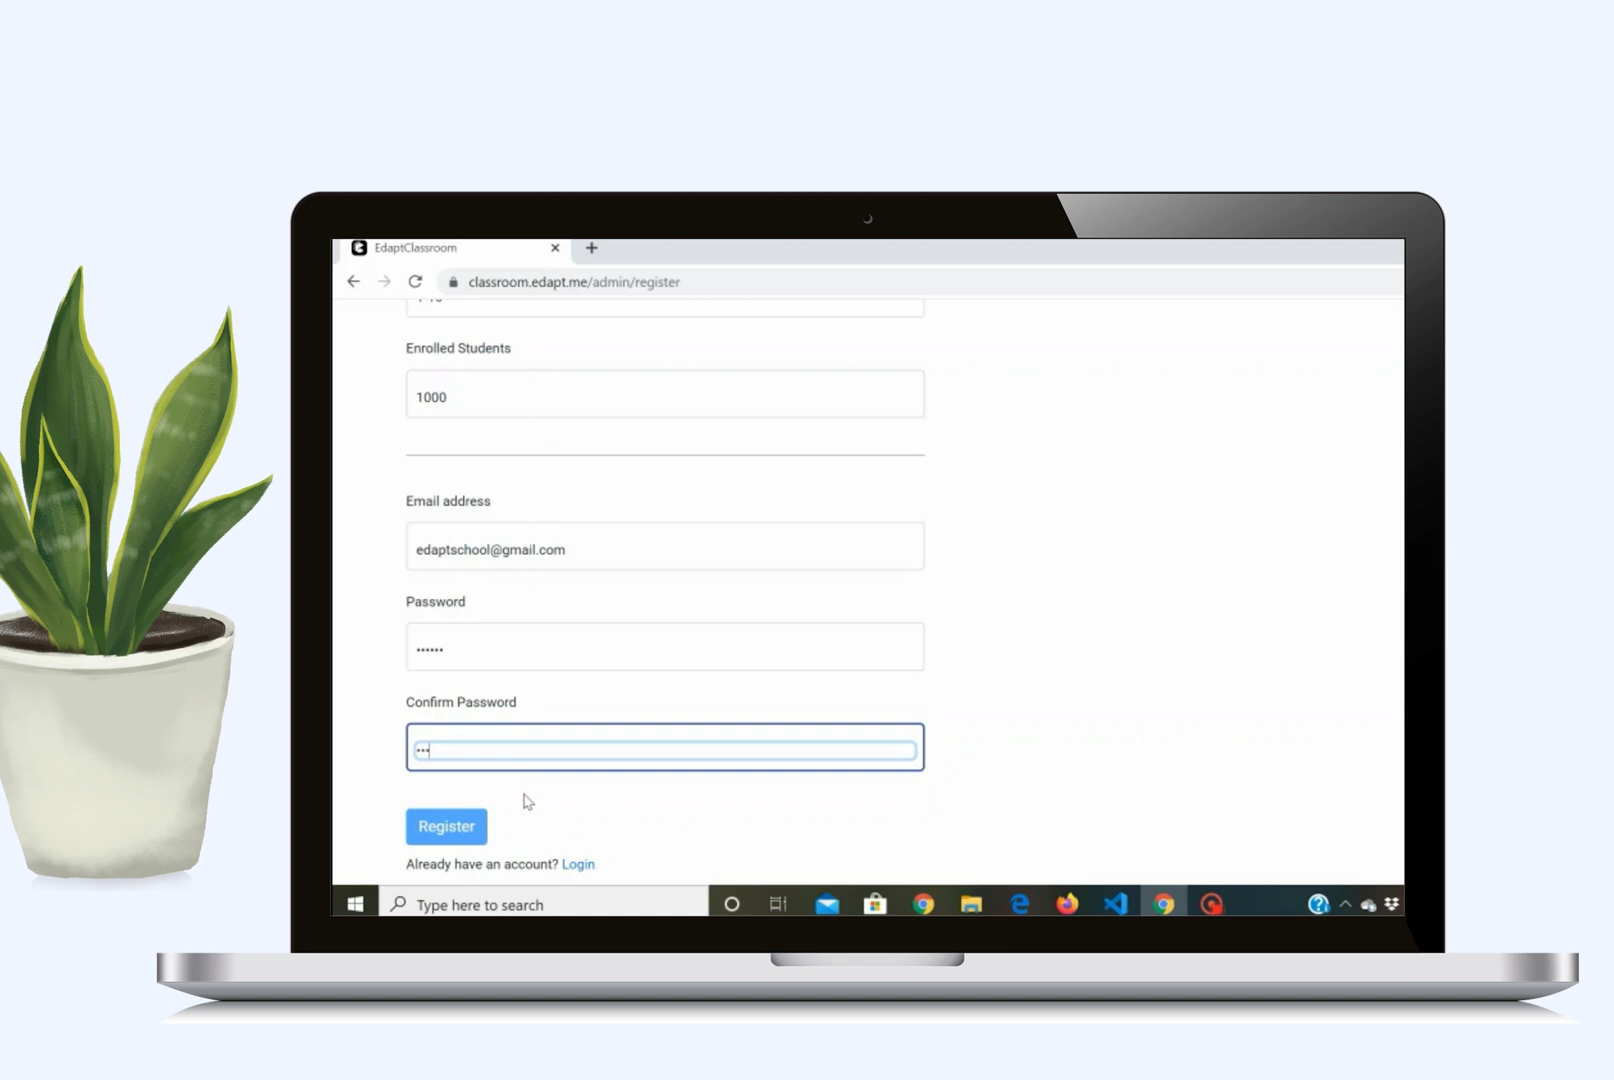 EdaptClassroom
classroom.edapt.me/admin/register
Enrolled Students
1000
Email address
edaptschool@gmail.com
Password
••••••
Confirm Password
•••
Register
Already have an account? Login
Type here to search